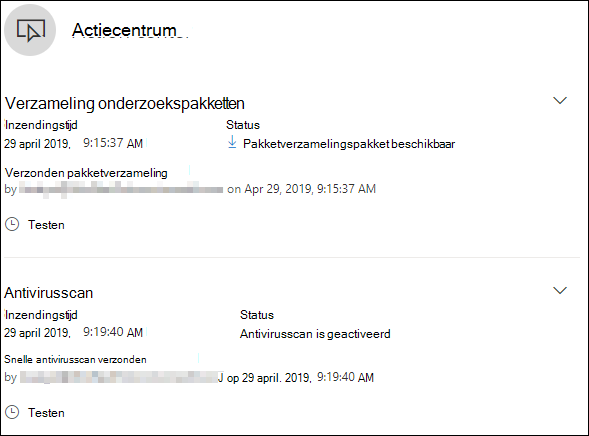 Actiecentrum
Verzameling onderzoekspakketten
Inzendingstijd Status
29 april 2019, 9:15:37 AM Pakketverzamelingspakket beschikbaar
Verzonden pakketverzameling
by on Apr 29, 2019, 9:15:37 AM
Testen
Antivirusscan
Inzendingstijd Status
29 april 2019, 9:19:40 AM Antivirusscan is geactiveerd
Snelle antivirusscan verzonden
by J op 29 april. 2019, 9:19:40 AM
Testen